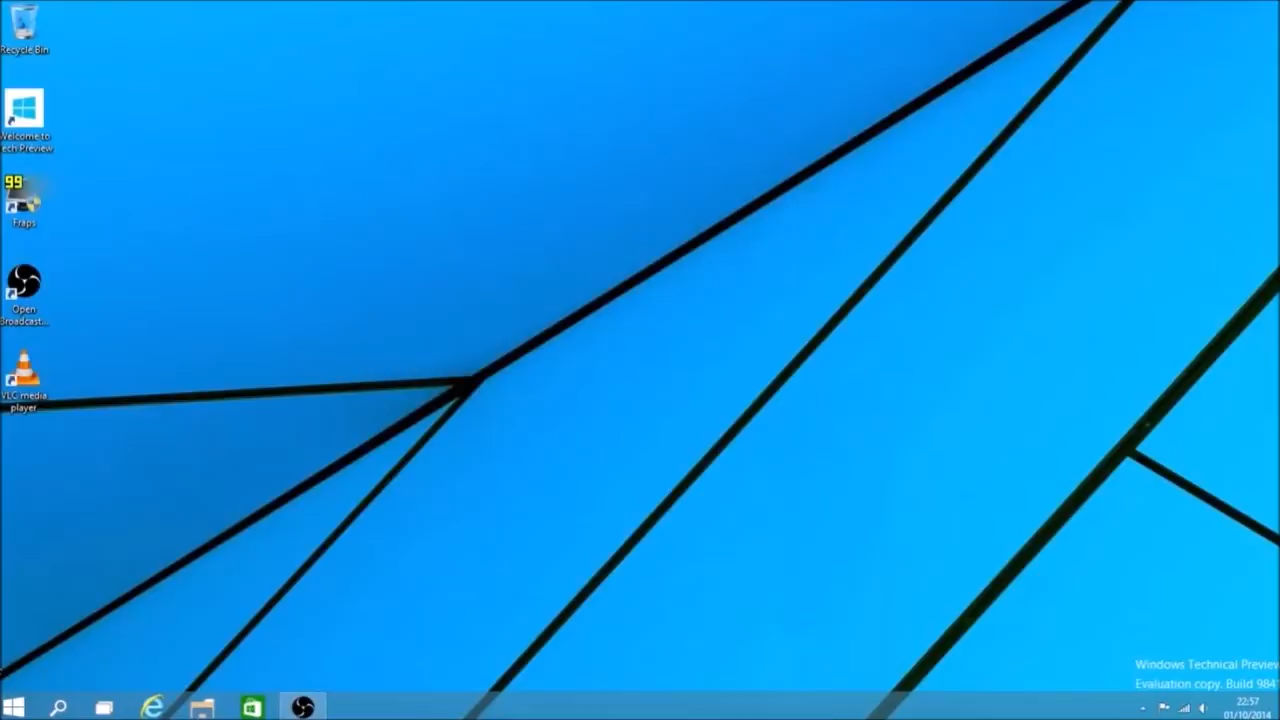 Recycle Bin
Welcome to
Tech Preview
99
Fraps
Open
Broadcast...
VLC media
player
Windows Technical Preview
Evaluation copy. Build 984
22:57
01/10/2014